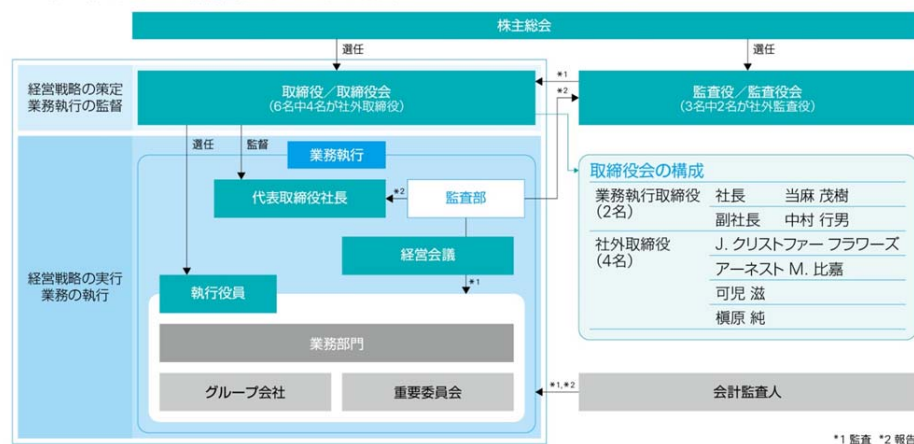 株主総会
選任
選任
経営戦略の策定
業務執行の監督
取締役／取締役会
(6名中4名が社外取締役)
*1
*2
監査役／監査役会
(3名中2名が社外監査役)
選任
監督
業務執行
代表取締役社長
*2
監査部
経営会議
*1
経営戦略の実行
業務の執行
執行役員
業務部門
グループ会社
重要委員会
取締役会の構成
業務執行取締役
(2名)
社長 当麻 茂樹
副社長 中村 行男
社外取締役
(4名)
J. クリストファー フラワーズ
アーネスト M. 比嘉
可児 滋
槇原 純
*1,*2
会計監査人
*1 監査 *2 報告